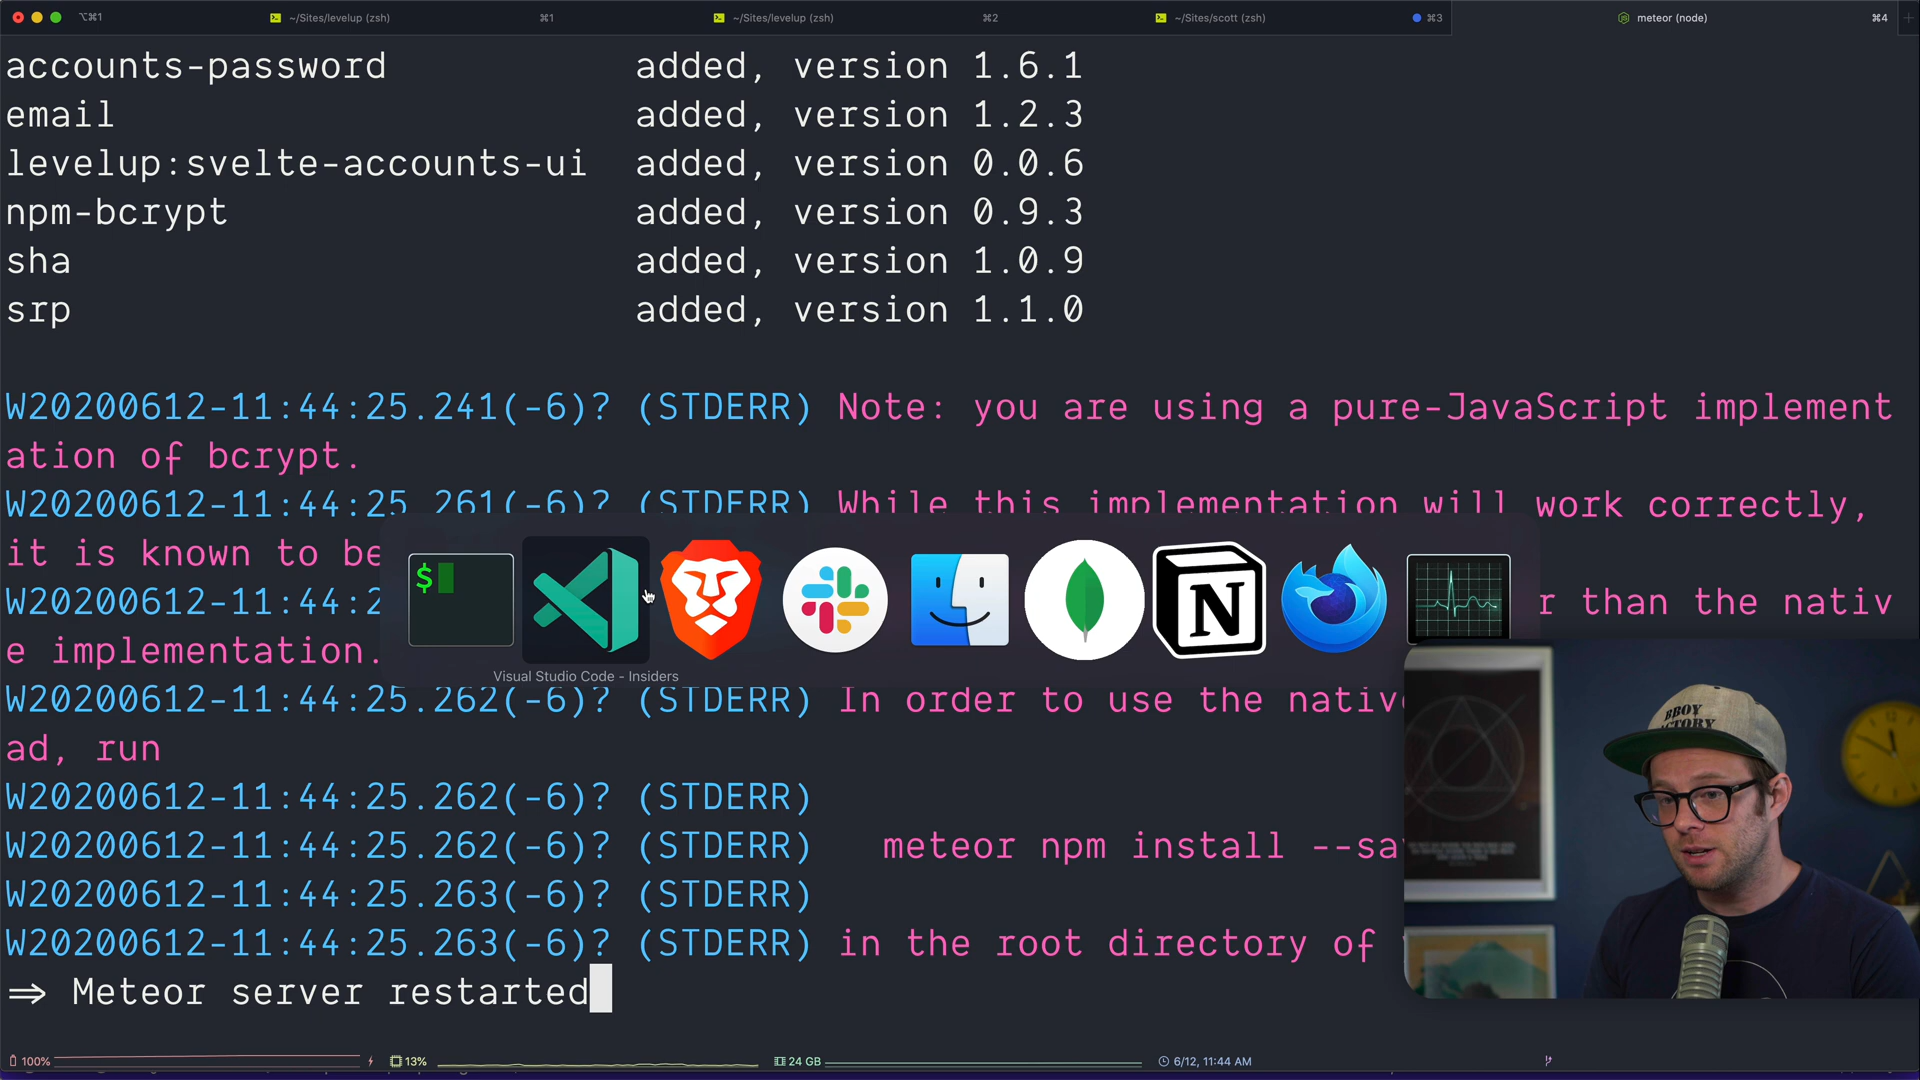 ⌥⌘1 ~/Sites/levelup (zsh) ⌘1 ~/Sites/levelup (zsh) ⌘2 ~/Sites/scott (zsh) ⌘3 meteor (node) ⌘4
accounts-password added, version 1.6.1
email added, version 1.2.3
levelup:svelte-accounts-ui added, version 0.0.6
npm-bcrypt added, version 0.9.3
sha added, version 1.0.9
srp added, version 1.1.0
W20200612-11:44:25.241(-6)? (STDERR) Note: you are using a pure-JavaScript implement
ation of bcrypt.
W20200612-11:44:25.261(-6)? (STDERR) While this implementation will work correctly,
it is known to be
W20200612-11:44:2 r than the nativ
e implementation.
$
N
Visual Studio Code - Insiders
W20200612-11:44:25.262(-6)? (STDERR) In order to use the nativ
ad, run
W20200612-11:44:25.262(-6)? (STDERR)
W20200612-11:44:25.262(-6)? (STDERR) meteor npm install --sa
W20200612-11:44:25.263(-6)? (STDERR)
W20200612-11:44:25.263(-6)? (STDERR) in the root directory of
=> Meteor server restarted
BBOY
FACTORY
100% 13% 24 GB 6/12, 11:44 AM